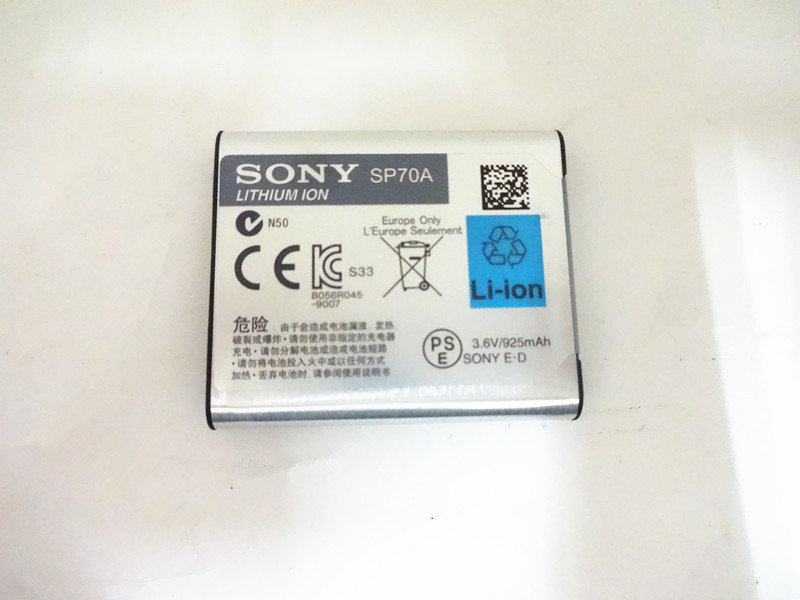 SONY SP70A
LITHIUM ION
N50
Europe Only
L'Europe Seulement
CE KC S33
B056R045
-9007
Li-ion
危险：由于会造成电池漏液、发热、
破裂或爆炸·请勿使用非指定的充电器
充电·请勿分解电池或造成电池短路
·请勿将电池投入火中或以任何方式
加热·丢弃电池时，请参阅使用说明书
PS
E
3.6V/925mAh
SONY E·D